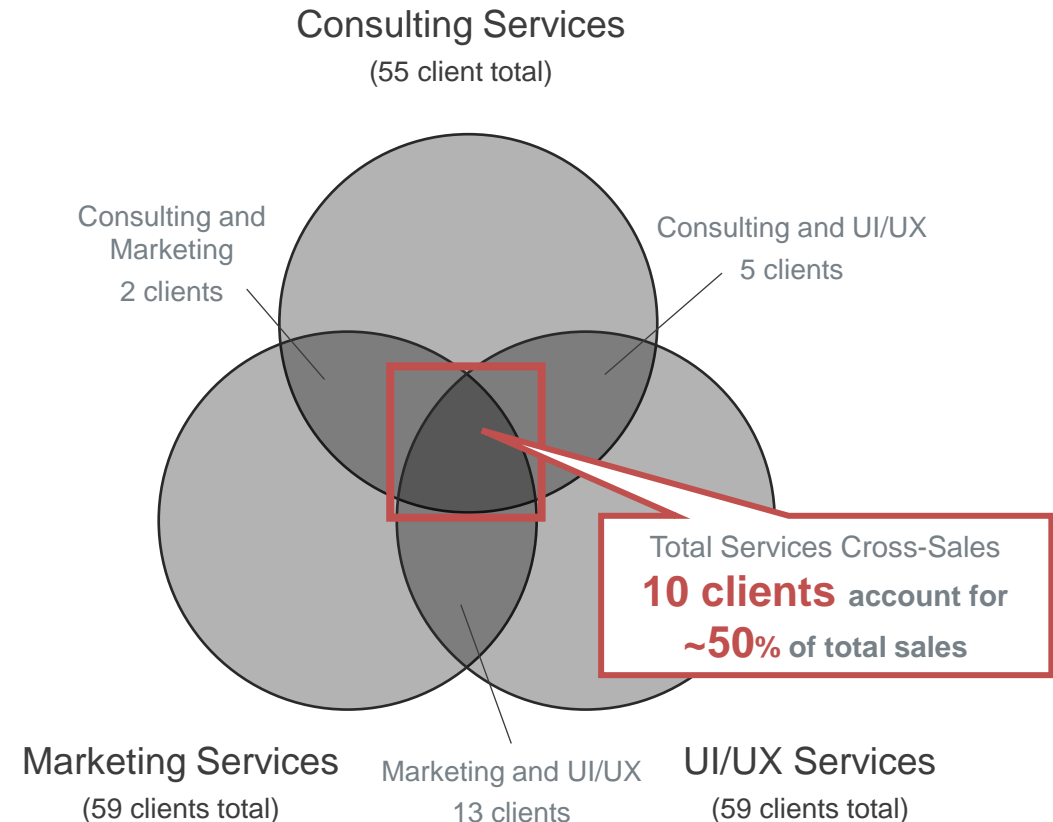 Consulting Services
(55 client total)
Consulting and
Marketing
2 clients
Consulting and UI/UX
5 clients
Total Services Cross-Sales
10 clients account for
~50% of total sales
Marketing Services
(59 clients total)
Marketing and UI/UX
13 clients
UI/UX Services
(59 clients total)